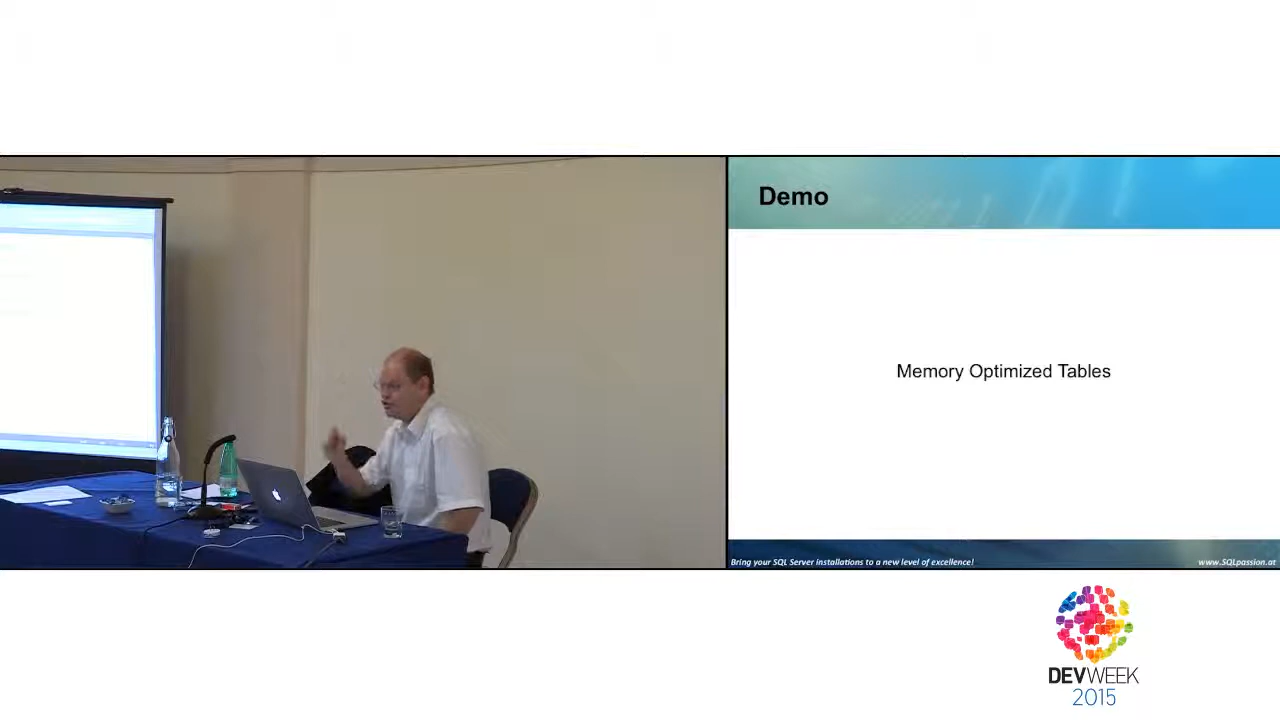 Demo
Memory Optimized Tables
Bring your SQL Server installations to a new level of excellence!
www.SQLpassion.at
DEVWEEK
2015